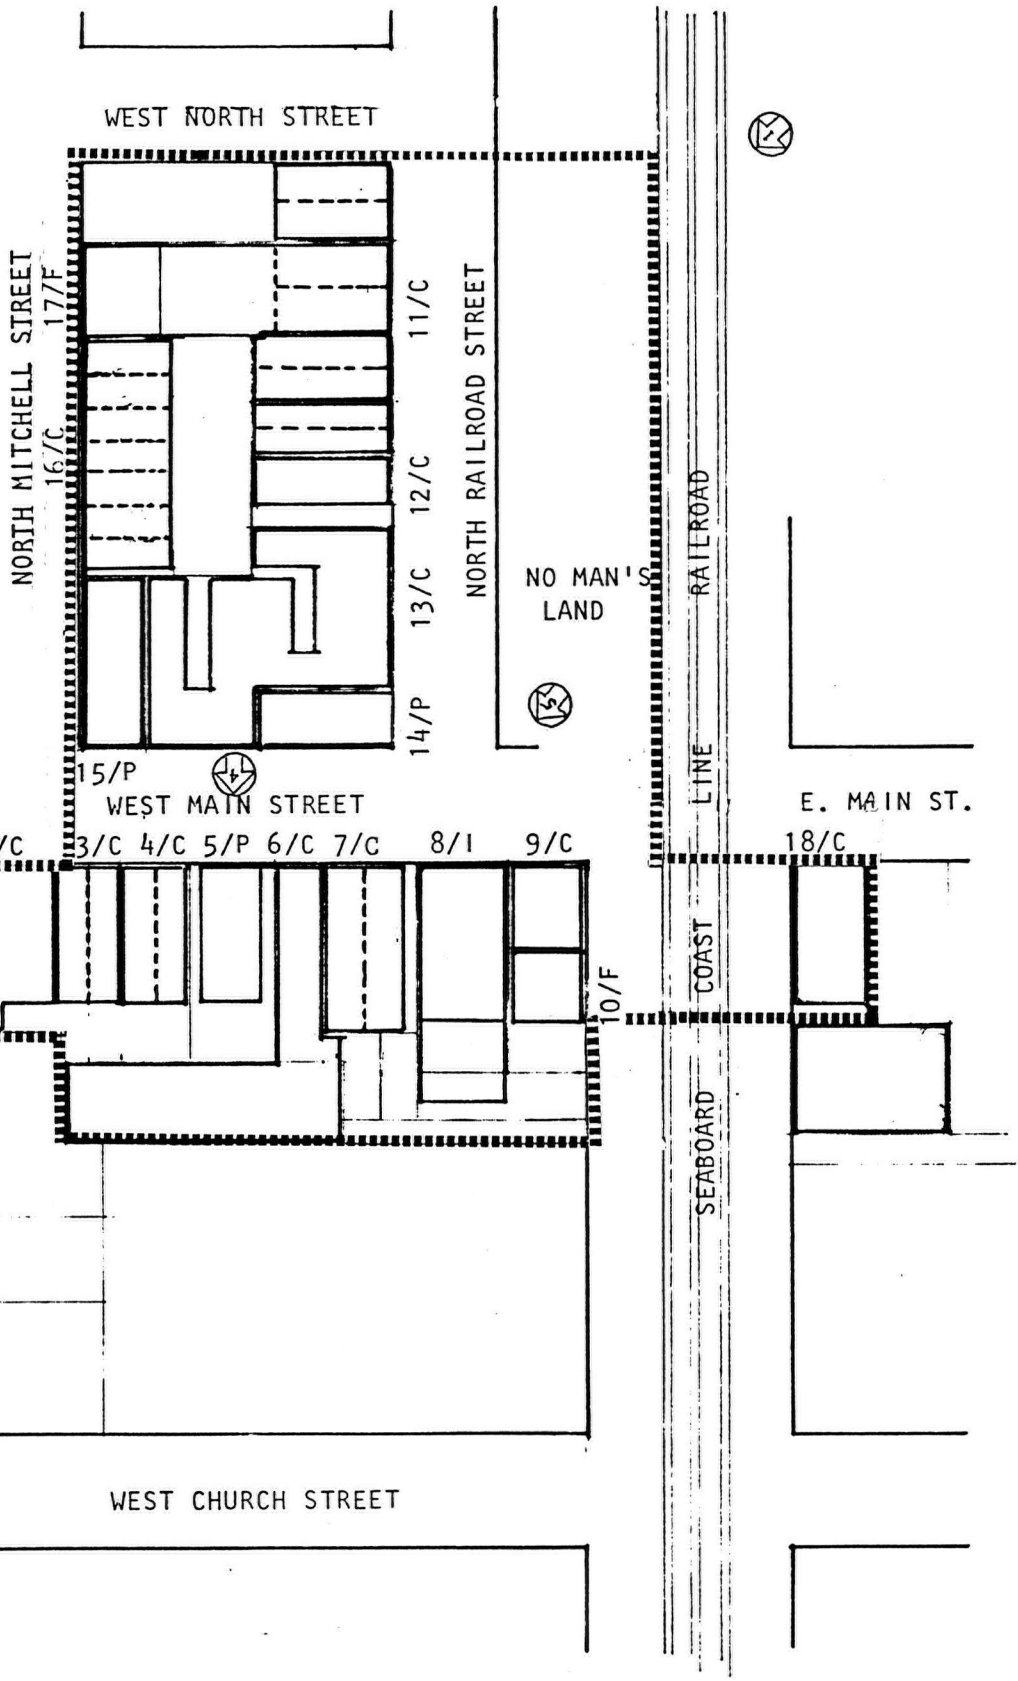 WEST NORTH STREET
NORTH MITCHELL STREET
17/F
16/C
11/C
12/C
13/C
14/P
NORTH RAILROAD STREET
NO MAN'S
LAND
SEABOARD COAST LINE RAILROAD
1
5
15/P
4
WEST MAIN STREET
E. MAIN ST.
/C 3/C 4/C 5/P 6/C 7/C 8/I 9/C
18/C
10/F
WEST CHURCH STREET